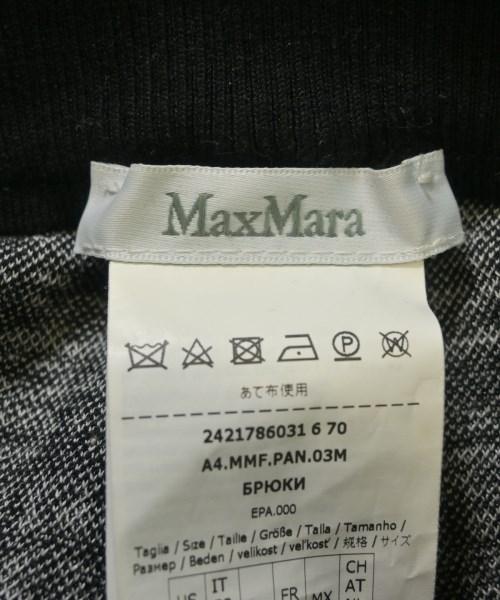 MaxMara
P W
あて布使用
2421786031 6 70
A4.MMF.PAN.03M
БРЮКИ
EPA.000
Taglia / Size / Taille / Größe / Talla / Tamanho /
Размер / Beden / velikost / veľkosť / 规格 / サイズ
US IT FR MX CH
AT